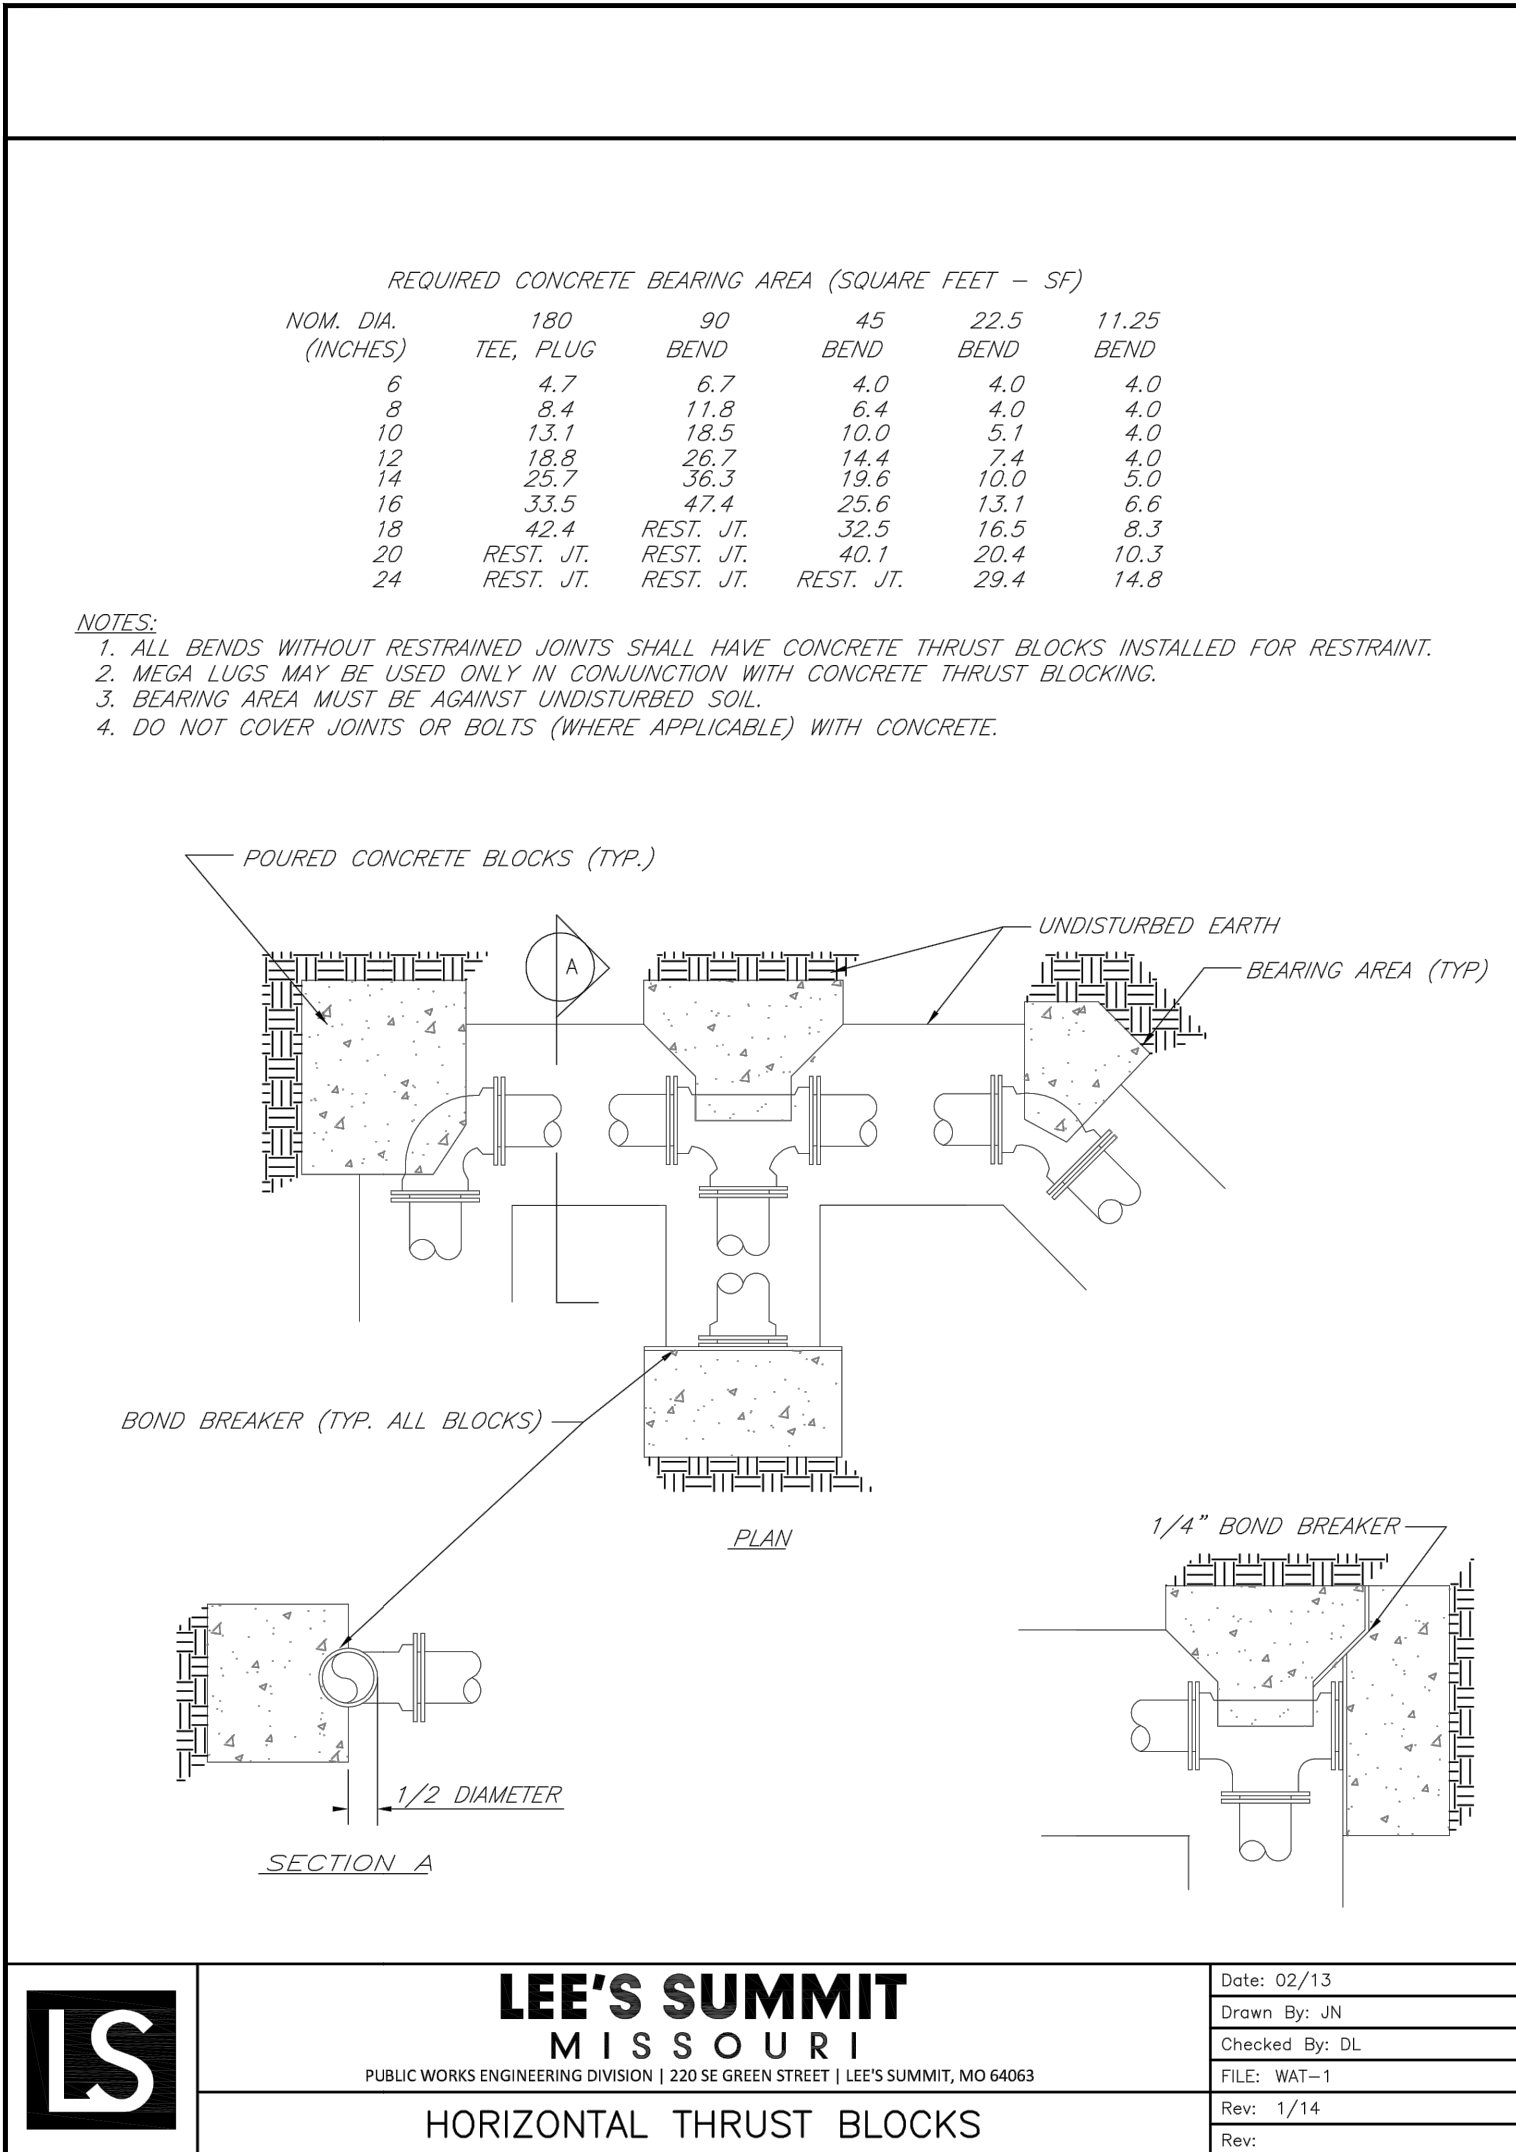 REQUIRED CONCRETE BEARING AREA (SQUARE FEET – SF)
NOM. DIA. 180 90 45 22.5 11.25
(INCHES) TEE, PLUG BEND BEND BEND BEND
6 4.7 6.7 4.0 4.0 4.0
8 8.4 11.8 6.4 4.0 4.0
10 13.1 18.5 10.0 5.1 4.0
12 18.8 26.7 14.4 7.4 4.0
14 25.7 36.3 19.6 10.0 5.0
16 33.5 47.4 25.6 13.1 6.6
18 42.4 REST. JT. 32.5 16.5 8.3
20 REST. JT. REST. JT. 40.1 20.4 10.3
24 REST. JT. REST. JT. REST. JT. 29.4 14.8
NOTES:
1. ALL BENDS WITHOUT RESTRAINED JOINTS SHALL HAVE CONCRETE THRUST BLOCKS INSTALLED FOR RESTRAINT.
2. MEGA LUGS MAY BE USED ONLY IN CONJUNCTION WITH CONCRETE THRUST BLOCKING.
3. BEARING AREA MUST BE AGAINST UNDISTURBED SOIL.
4. DO NOT COVER JOINTS OR BOLTS (WHERE APPLICABLE) WITH CONCRETE.
POURED CONCRETE BLOCKS (TYP.)
UNDISTURBED EARTH
A
BEARING AREA (TYP)
BOND BREAKER (TYP. ALL BLOCKS)
PLAN
1/4" BOND BREAKER
1/2 DIAMETER
SECTION A
LS
LEE'S SUMMIT
MISSOURI
PUBLIC WORKS ENGINEERING DIVISION | 220 SE GREEN STREET | LEE'S SUMMIT, MO 64063
HORIZONTAL THRUST BLOCKS
Date: 02/13
Drawn By: JN
Checked By: DL
FILE: WAT-1
Rev: 1/14
Rev: